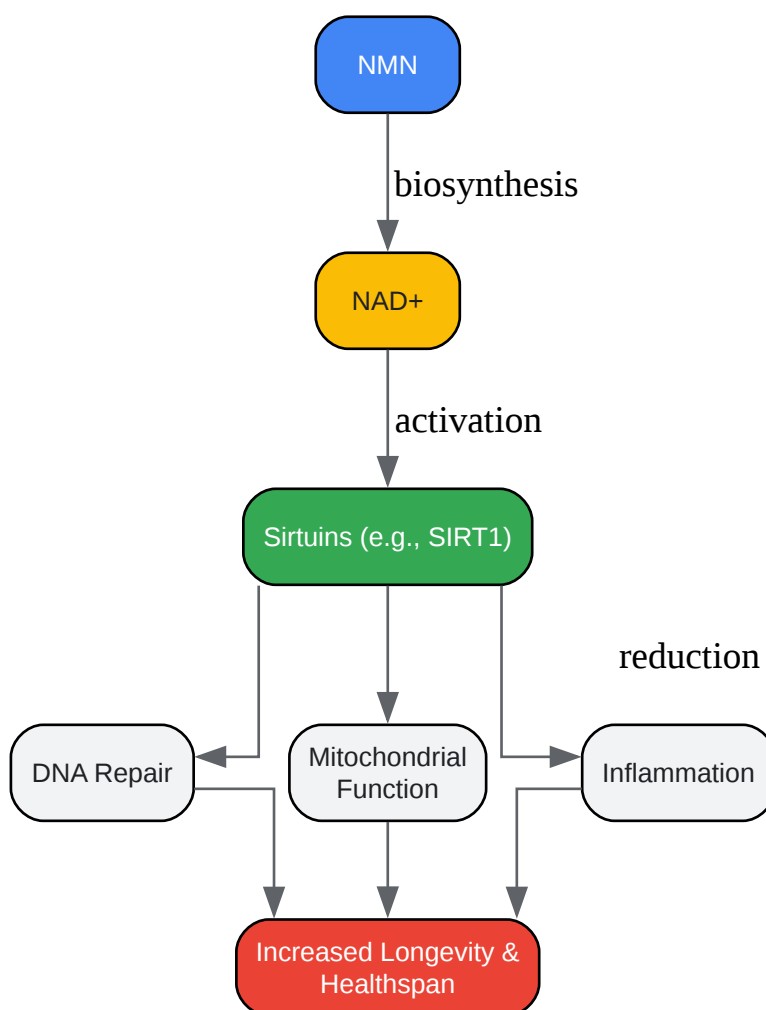 NMN
biosynthesis
NAD+
activation
Sirtuins (e.g., SIRT1)
reduction
DNA Repair
Mitochondrial
Function
Inflammation
Increased Longevity &
Healthspan